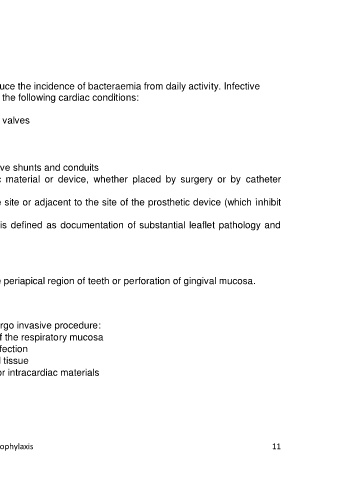 uce the incidence of bacteraemia from daily activity. Infective
the following cardiac conditions:
valves
ve shunts and conduits
c material or device, whether placed by surgery or by catheter
e site or adjacent to the site of the prosthetic device (which inhibit
is defined as documentation of substantial leaflet pathology and
e periapical region of teeth or perforation of gingival mucosa.
rgo invasive procedure:
f the respiratory mucosa
fection
l tissue
or intracardiac materials
ophylaxis 11